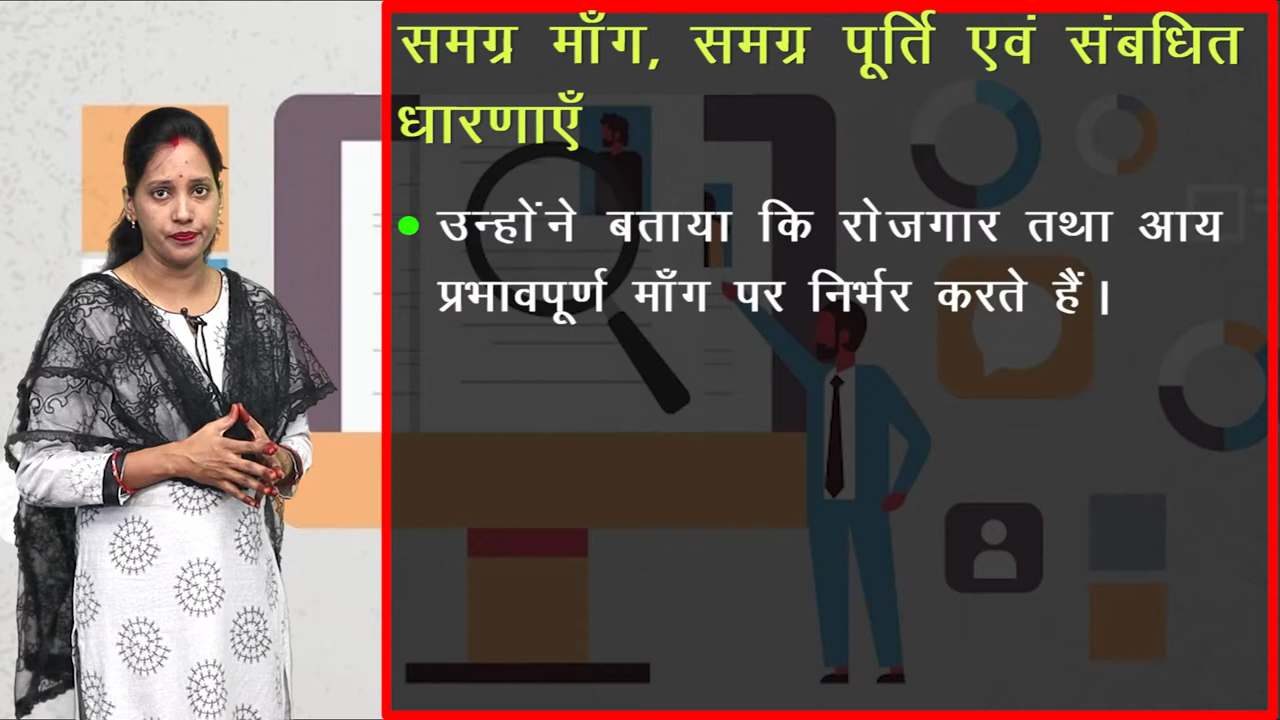 समग्र माँग, समग्र पूर्ति एवं संबधित
धारणाएँ
उन्होंने बताया कि रोजगार तथा आय
प्रभावपूर्ण माँग पर निर्भर करते हैं।